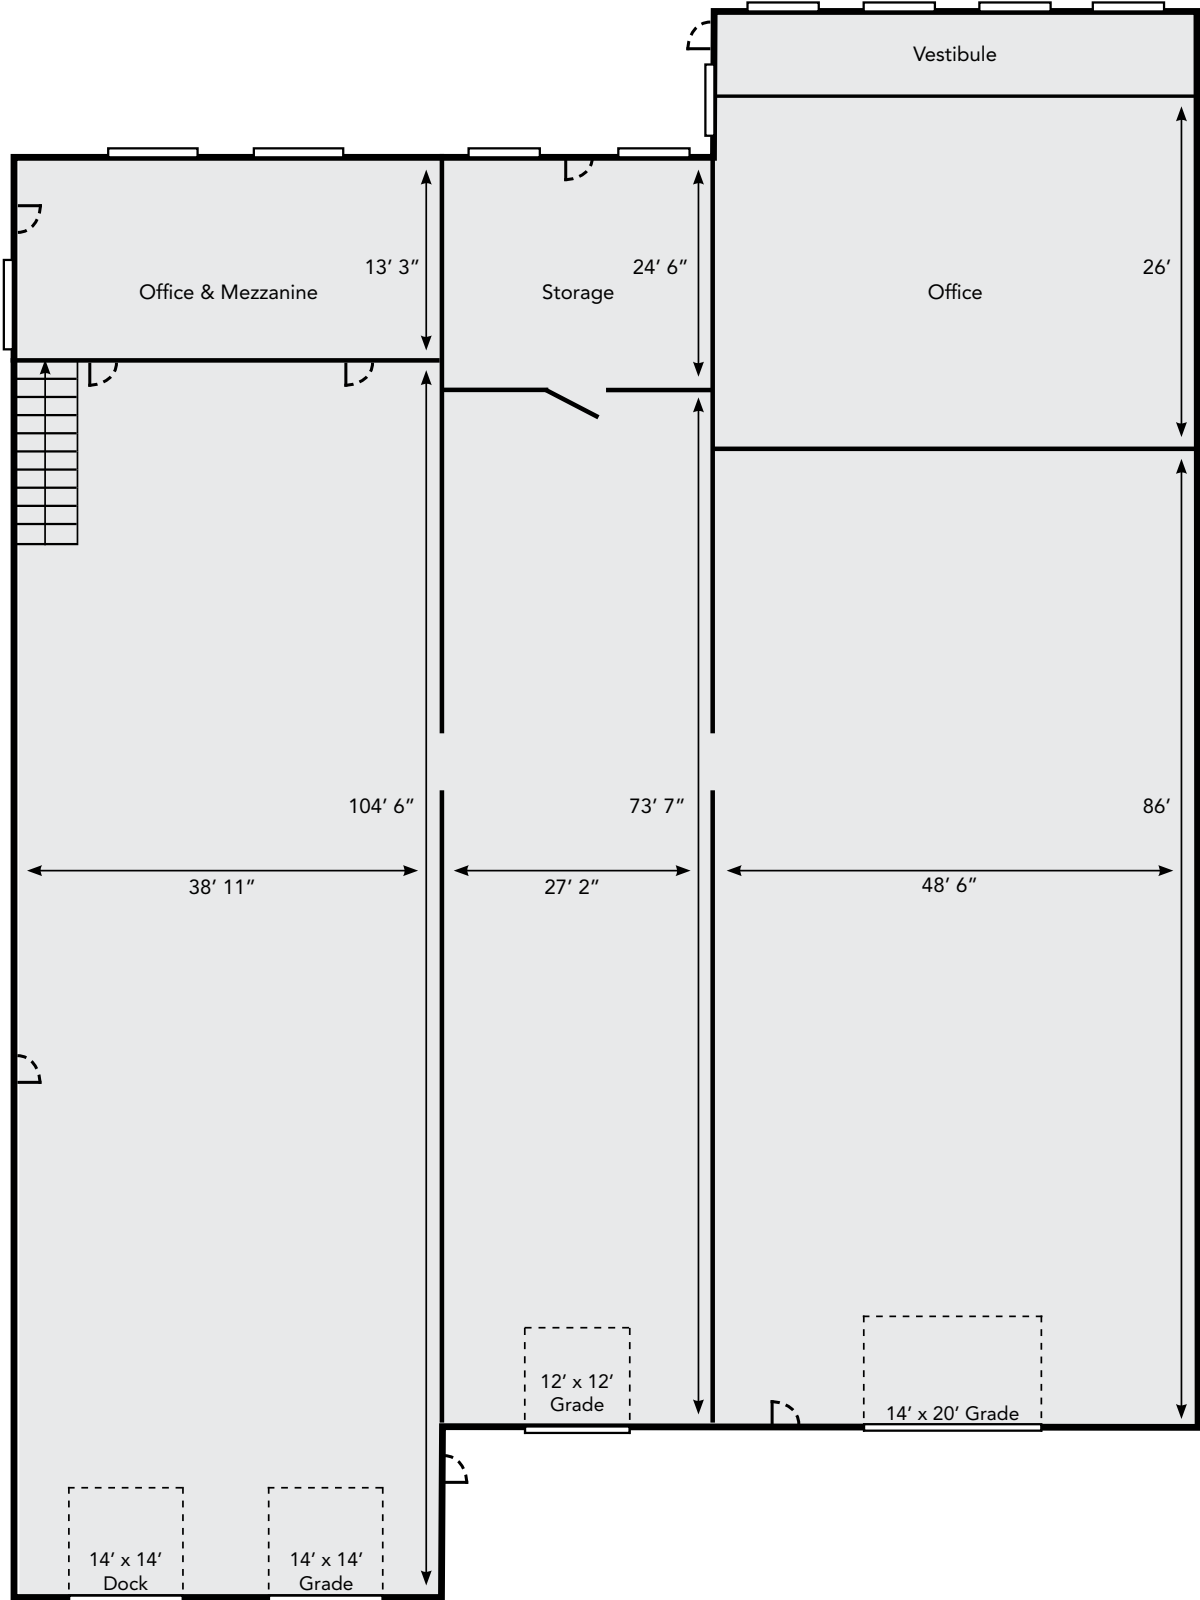 Vestibule
13’ 3”
24’ 6”
26’
Office & Mezzanine
Storage
Office
104’ 6”
73’ 7”
86’
38’ 11”
27’ 2”
48’ 6”
12’ x 12’
Grade
14’ x 20’ Grade
14’ x 14’
Dock
14’ x 14’
Grade